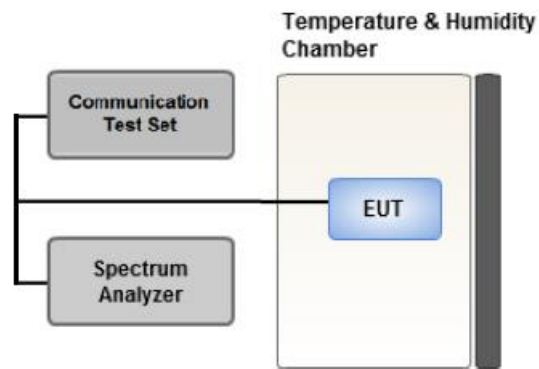 Temperature & Humidity
Chamber
Communication
Test Set
EUT
Spectrum
Analyzer